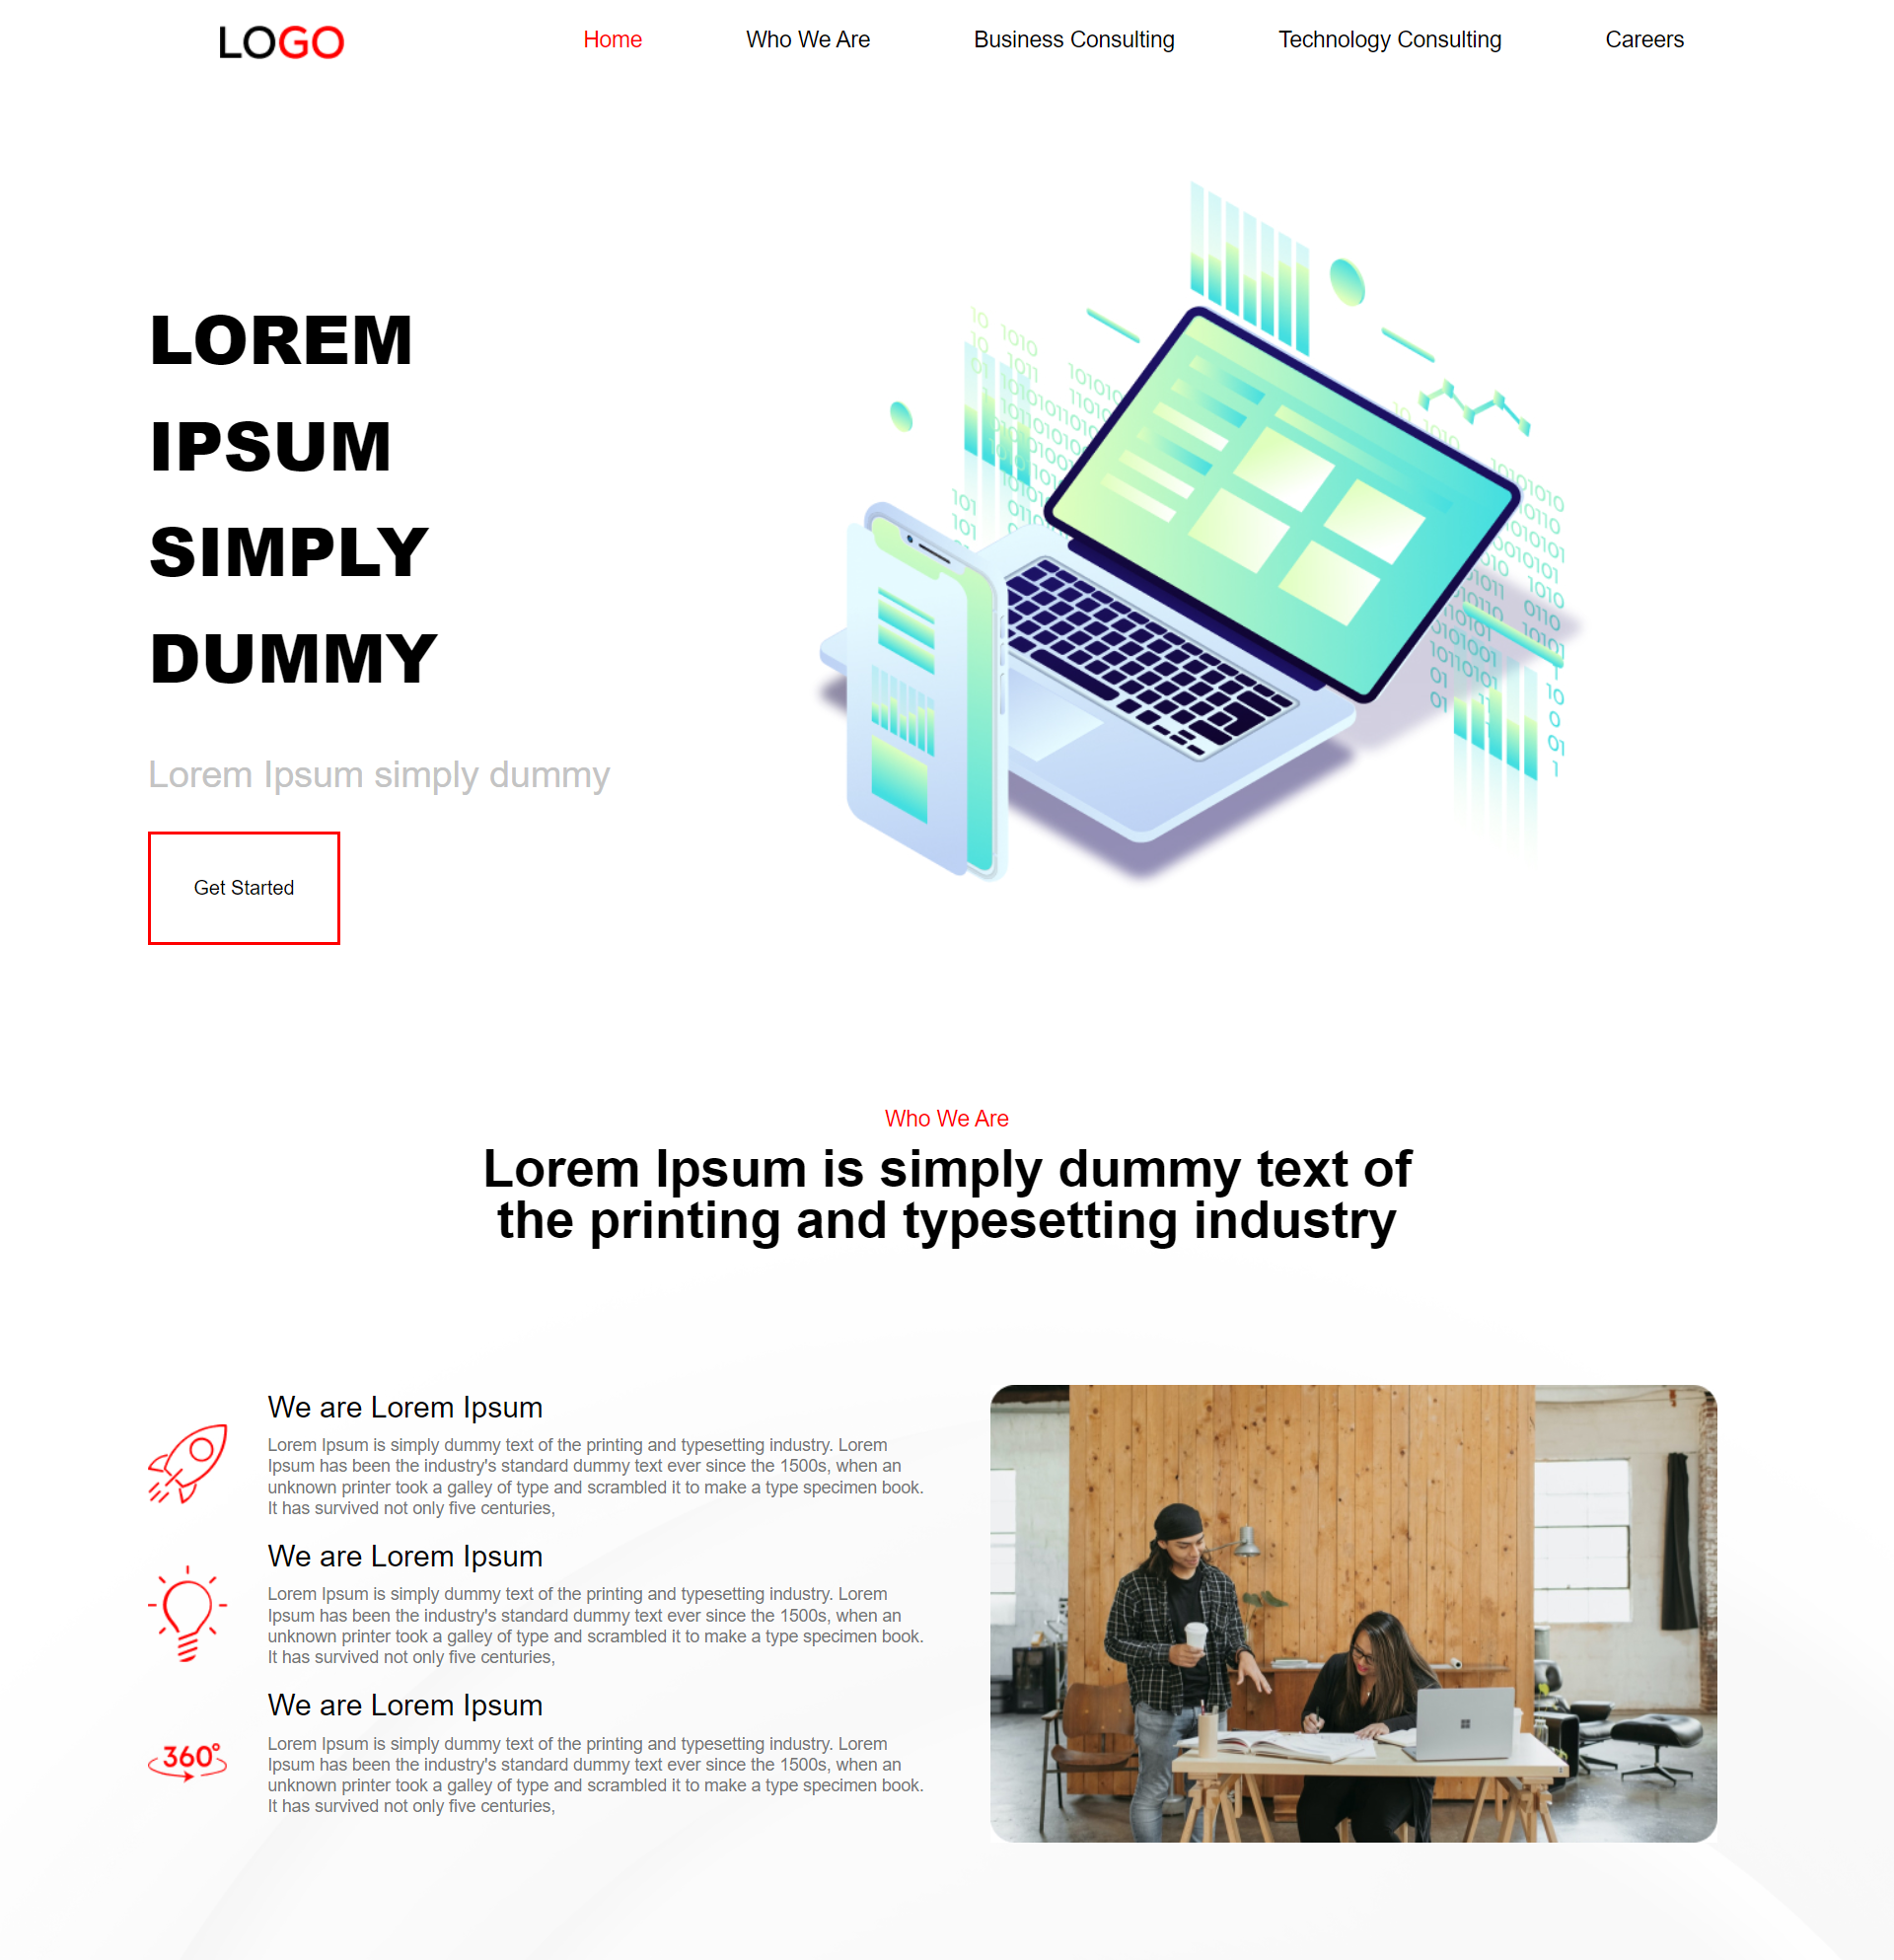 LOGO
Home Who We Are Business Consulting Technology Consulting Careers
LOREM
IPSUM
SIMPLY
DUMMY
Lorem Ipsum simply dummy
Get Started
Who We Are
Lorem Ipsum is simply dummy text of
the printing and typesetting industry
We are Lorem Ipsum
Lorem Ipsum is simply dummy text of the printing and typesetting industry. Lorem
Ipsum has been the industry's standard dummy text ever since the 1500s, when an
unknown printer took a galley of type and scrambled it to make a type specimen book.
It has survived not only five centuries,
We are Lorem Ipsum
Lorem Ipsum is simply dummy text of the printing and typesetting industry. Lorem
Ipsum has been the industry's standard dummy text ever since the 1500s, when an
unknown printer took a galley of type and scrambled it to make a type specimen book.
It has survived not only five centuries,
We are Lorem Ipsum
360°
Lorem Ipsum is simply dummy text of the printing and typesetting industry. Lorem
Ipsum has been the industry's standard dummy text ever since the 1500s, when an
unknown printer took a galley of type and scrambled it to make a type specimen book.
It has survived not only five centuries,